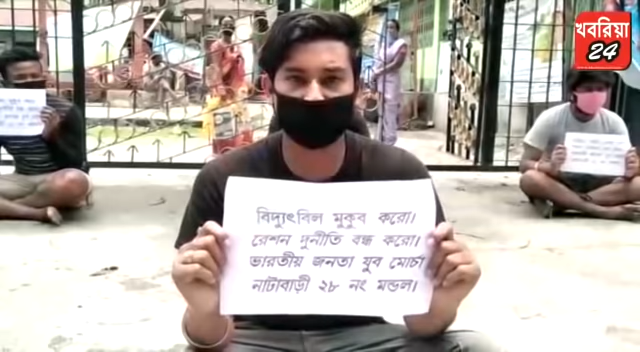 খবরিয়া
24
বিদ্যুৎবিল মুকুব করো।
রেশন দুনীতি বন্ধ করো।
ভারতীয় জনতা যুব মোর্চা
নাটাবাড়ী ২৮ নং মন্ডল।